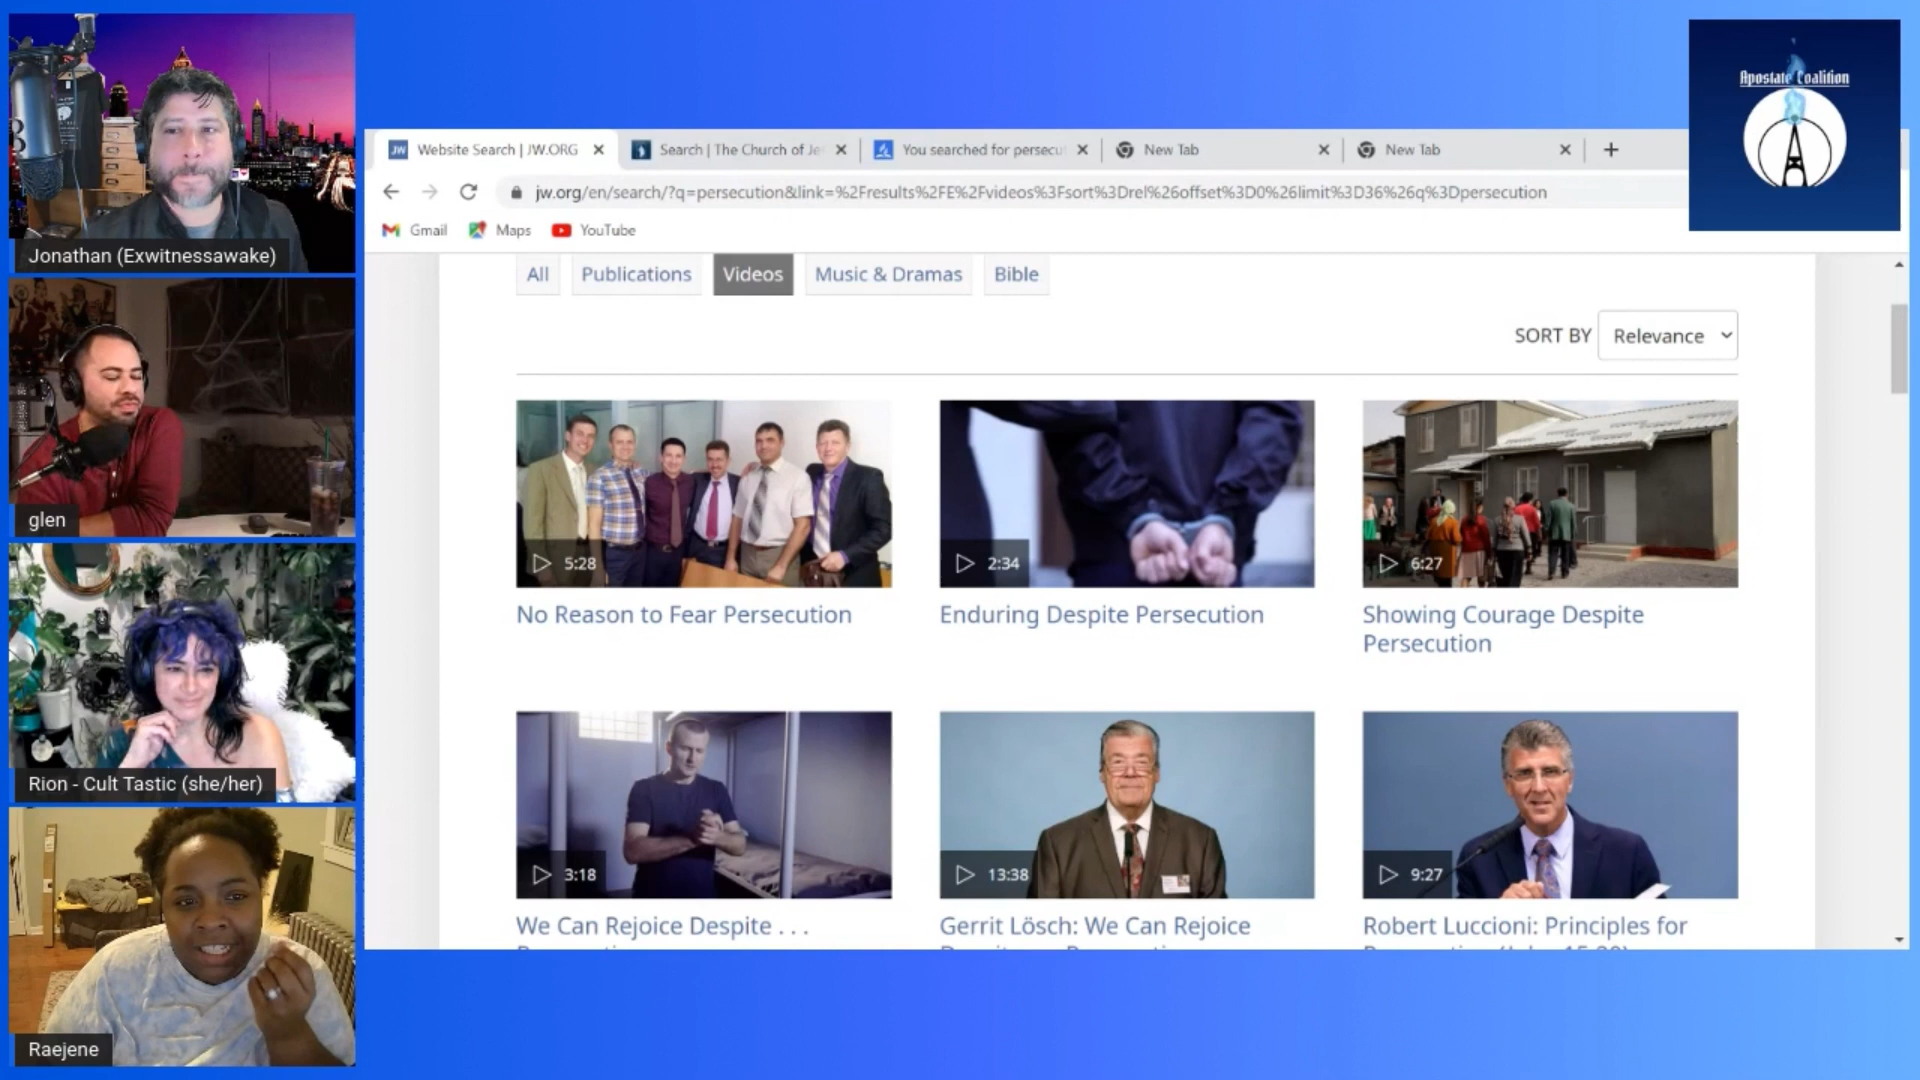 Jonathan (Exwitnessawake)
glen
Rion - Cult Tastic (she/her)
Raejene
Apostate Coalition
JW Website Search | JW.ORG
Search | The Church of Je
You searched for persecu
New Tab
New Tab
jw.org/en/search/?q=persecution&link=%2Fresults%2FE%2Fvideos%3Fsort%3Drel%26offset%3D0%26limit%3D36%26q%3Dpersecution
Gmail Maps YouTube
All Publications Videos Music & Dramas Bible
SORT BY Relevance
5:28
2:34
6:27
No Reason to Fear Persecution
Enduring Despite Persecution
Showing Courage Despite
Persecution
3:18
13:38
9:27
We Can Rejoice Despite . . .
Gerrit Lösch: We Can Rejoice
Robert Luccioni: Principles for